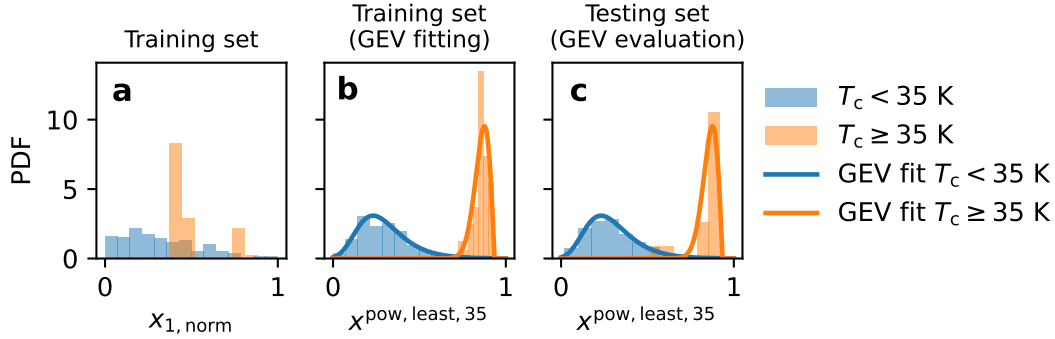 Training set
Training set
(GEV fitting)
Testing set
(GEV evaluation)
a
b
c
PDF
10
5
0
0 1
0 1
0 1
x1, norm
x^pow, least, 35
x^pow, least, 35
Tc < 35 K
Tc ≥ 35 K
GEV fit Tc < 35 K
GEV fit Tc ≥ 35 K